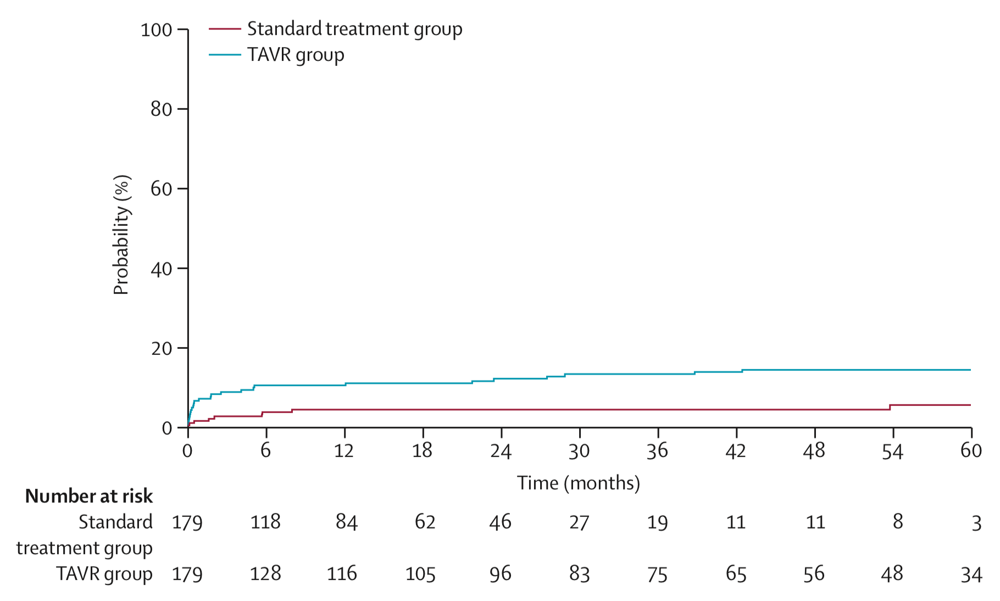 Standard treatment group
TAVR group
100
80
60
40
20
0
Probability (%)
0 6 12 18 24 30 36 42 48 54 60
Time (months)
Number at risk
Standard 179 118 84 62 46 27 19 11 11 8 3
treatment group
TAVR group 179 128 116 105 96 83 75 65 56 48 34